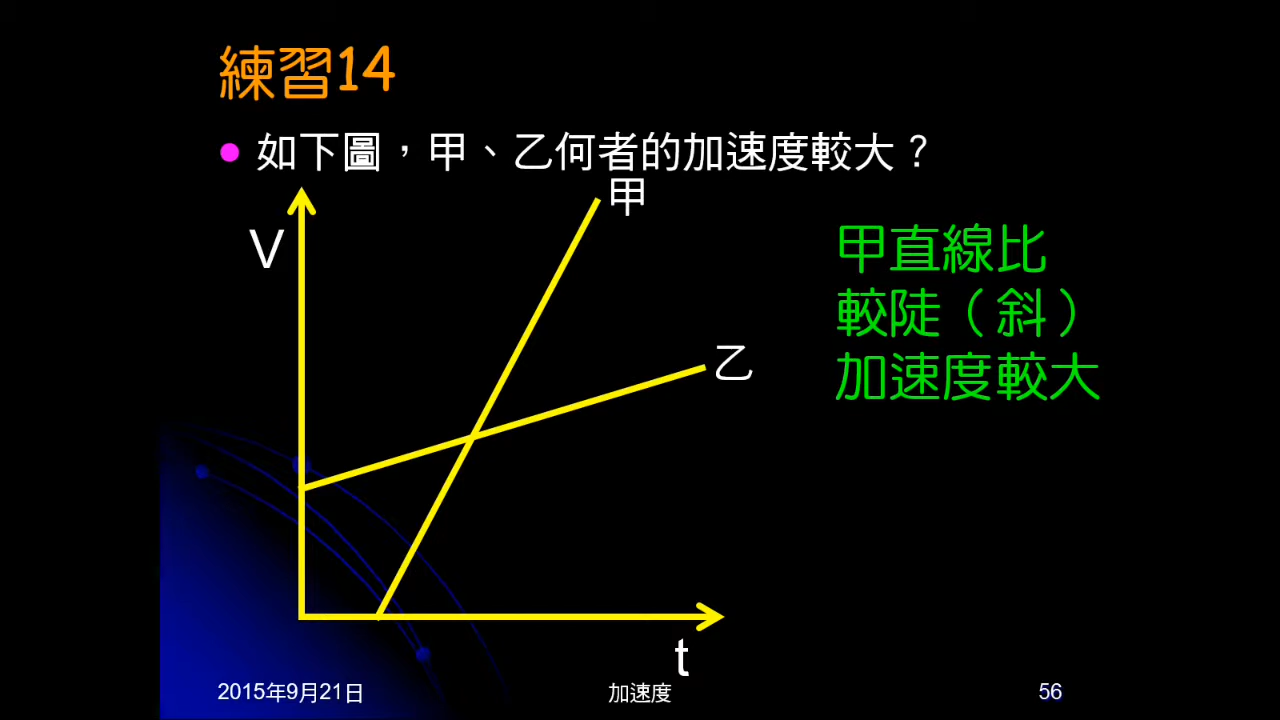 練習14
如下圖，甲、乙何者的加速度較大？
甲
V
甲直線比
較陡（斜）
加速度較大
乙
t
2015年9月21日
加速度
56